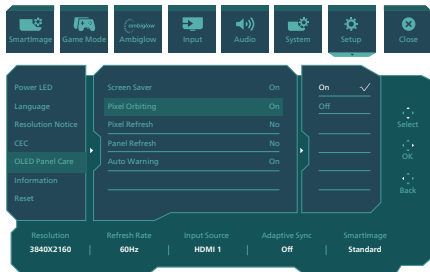 ambiglow
SmartImage Game Mode Ambiglow Input Audio System Setup Close
Power LED
Language
Resolution Notice
CEC
OLED Panel Care
Information
Reset
Screen Saver On
Pixel Orbiting On
Pixel Refresh No
Panel Refresh No
Auto Warning On
On
Off
Select
OK
Back
Resolution Refresh Rate Input Source Adaptive Sync SmartImage
3840X2160 | 60Hz | HDMI 1 | Off | Standard